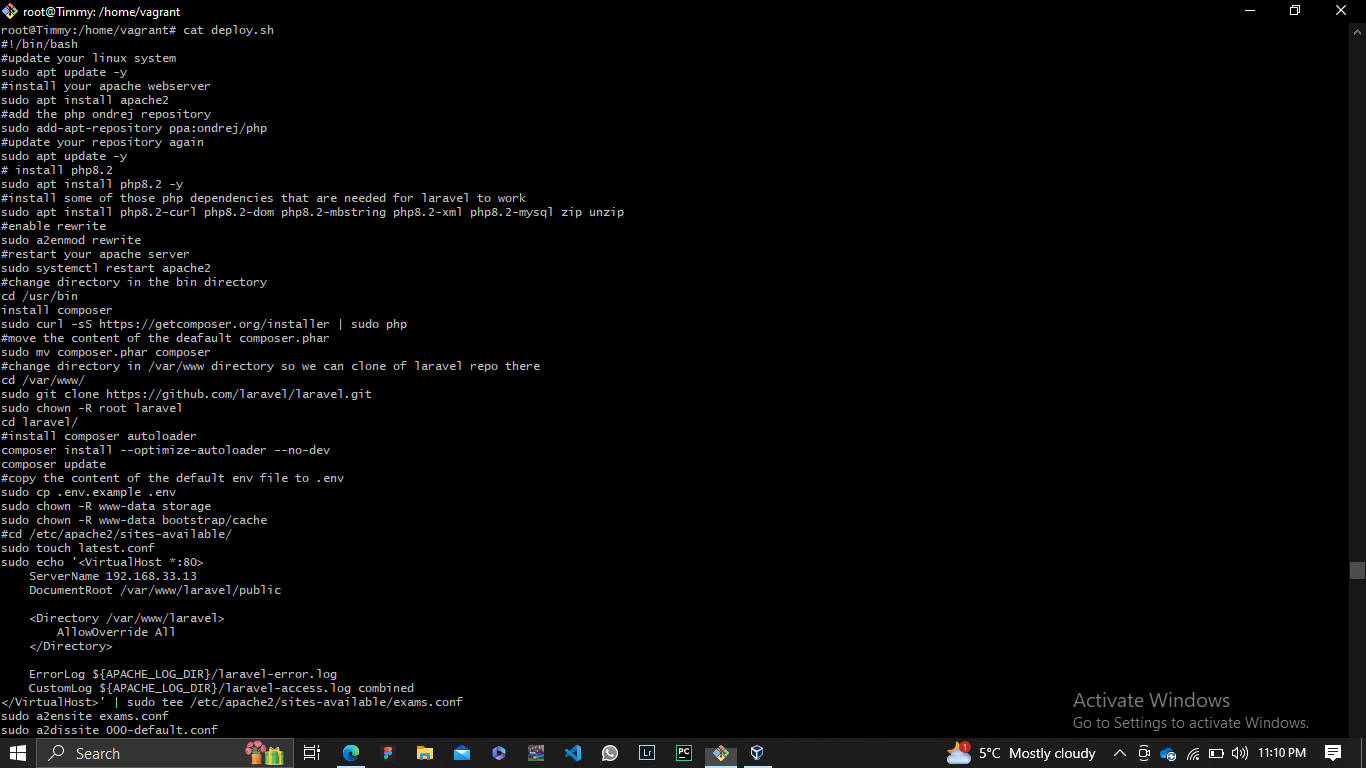 root@Timmy: /home/vagrant
root@Timmy:/home/vagrant# cat deploy.sh
#!/bin/bash
#update your linux system
sudo apt update -y
#install your apache webserver
sudo apt install apache2
#add the php ondrej repository
sudo add-apt-repository ppa:ondrej/php
#update your repository again
sudo apt update -y
# install php8.2
sudo apt install php8.2 -y
#install some of those php dependencies that are needed for laravel to work
sudo apt install php8.2-curl php8.2-dom php8.2-mbstring php8.2-xml php8.2-mysql zip unzip
#enable rewrite
sudo a2enmod rewrite
#restart your apache server
sudo systemctl restart apache2
#change directory in the bin directory
cd /usr/bin
install composer
sudo curl -sS https://getcomposer.org/installer | sudo php
#move the content of the deafault composer.phar
sudo mv composer.phar composer
#change directory in /var/www directory so we can clone of laravel repo there
cd /var/www/
sudo git clone https://github.com/laravel/laravel.git
sudo chown -R root laravel
cd laravel/
#install composer autoloader
composer install --optimize-autoloader --no-dev
composer update
#copy the content of the default env file to .env
sudo cp .env.example .env
sudo chown -R www-data storage
sudo chown -R www-data bootstrap/cache
#cd /etc/apache2/sites-available/
sudo touch latest.conf
sudo echo '<VirtualHost *:80>
    ServerName 192.168.33.13
    DocumentRoot /var/www/laravel/public
    <Directory /var/www/laravel>
        AllowOverride All
    </Directory>
    ErrorLog ${APACHE_LOG_DIR}/laravel-error.log
    CustomLog ${APACHE_LOG_DIR}/laravel-access.log combined
</VirtualHost>' | sudo tee /etc/apache2/sites-available/exams.conf
sudo a2ensite exams.conf
sudo a2dissite 000-default.conf
Activate Windows
Go to Settings to activate Windows.
Search
Lr
PC
1
5°C Mostly cloudy
11:10 PM